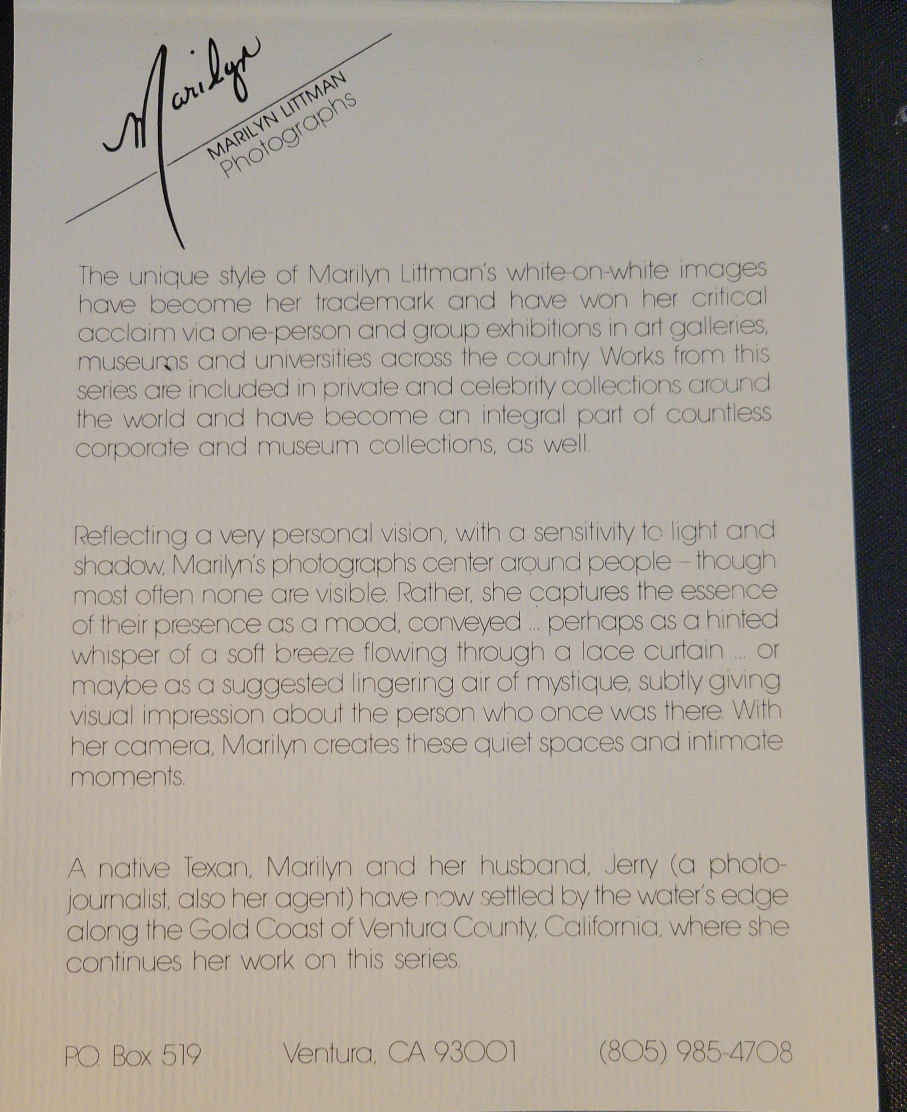 Marilyn
MARILYN LITTMAN
Photographs
The unique style of Marilyn Littman's white-on-white images
have become her trademark and have won her critical
acclaim via one-person and group exhibitions in art galleries,
museums and universities across the country. Works from this
series are included in private and celebrity collections around
the world and have become an integral part of countless
corporate and museum collections, as well.
Reflecting a very personal vision, with a sensitivity to light and
shadow, Marilyn's photographs center around people – though
most often none are visible. Rather, she captures the essence
of their presence as a mood, conveyed ... perhaps as a hinted
whisper of a soft breeze flowing through a lace curtain ... or
maybe as a suggested lingering air of mystique, subtly giving
visual impression about the person who once was there. With
her camera, Marilyn creates these quiet spaces and intimate
moments.
A native Texan, Marilyn and her husband, Jerry (a photo-
journalist, also her agent) have now settled by the water's edge
along the Gold Coast of Ventura County, California, where she
continues her work on this series.
P.O. Box 519 Ventura, CA 93001 (805) 985-4708